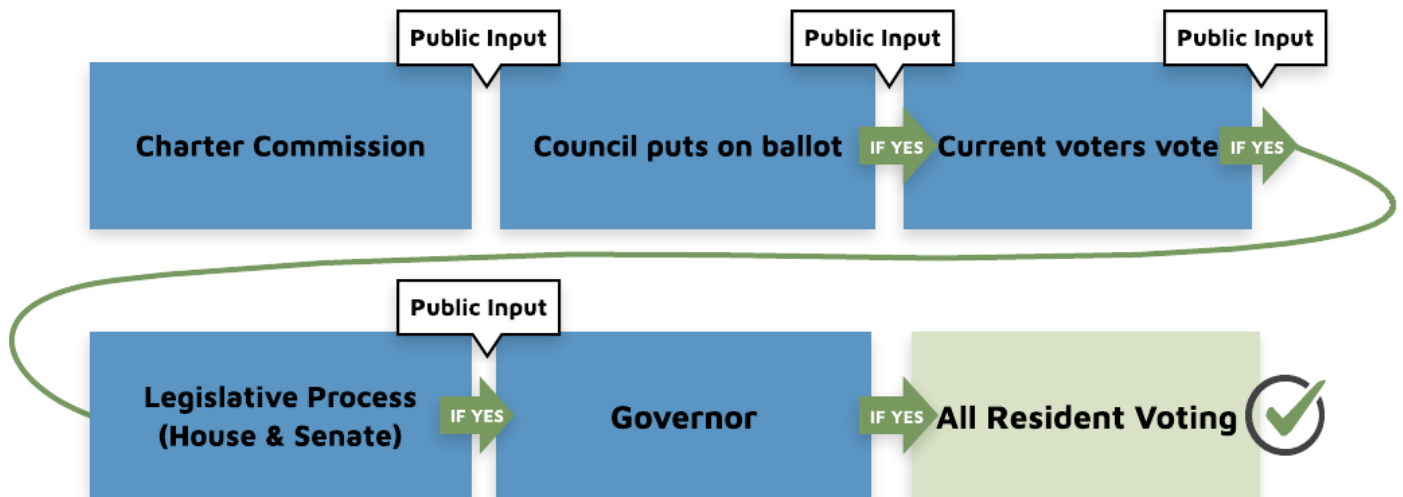 Public Input
Public Input
Public Input
Charter Commission
Council puts on ballot
IF YES
Current voters vote
IF YES
Public Input
Legislative Process
(House & Senate)
IF YES
Governor
IF YES
All Resident Voting